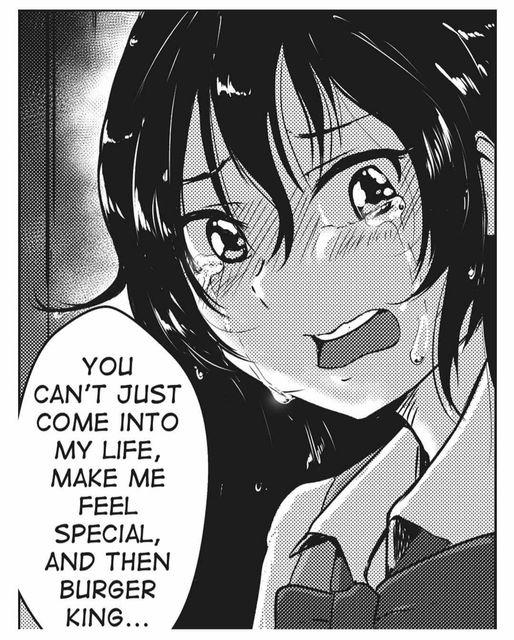 YOU
CAN'T JUST
COME INTO
MY LIFE,
MAKE ME
FEEL
SPECIAL,
AND THEN
BURGER
KING...